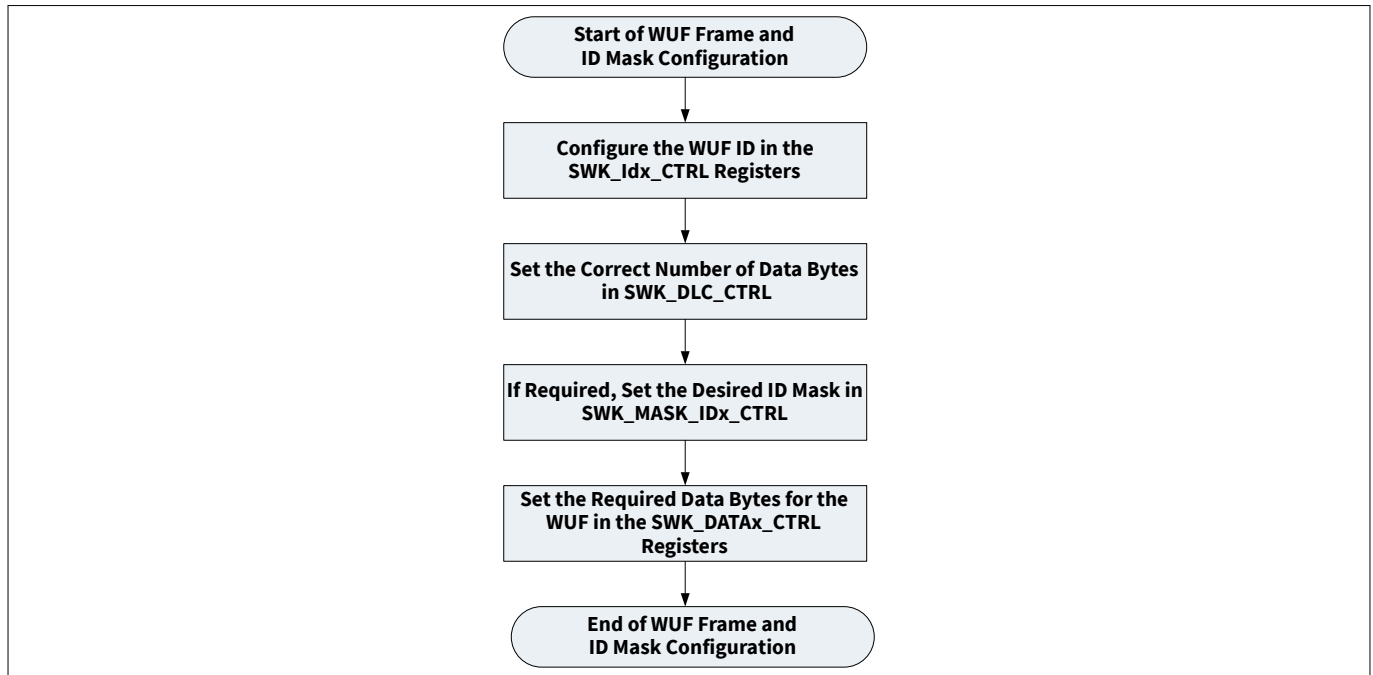 Start of WUF Frame and
ID Mask Configuration
Configure the WUF ID in the
SWK_Idx_CTRL Registers
Set the Correct Number of Data Bytes
in SWK_DLC_CTRL
If Required, Set the Desired ID Mask in
SWK_MASK_IDx_CTRL
Set the Required Data Bytes for the
WUF in the SWK_DATAx_CTRL
Registers
End of WUF Frame and
ID Mask Configuration